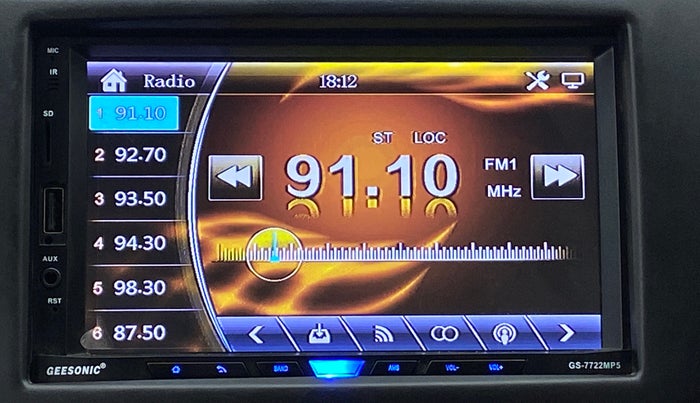 MIC
IR
SD
AUX
RST
Radio
18:12
1 91.10
2 92.70
3 93.50
4 94.30
5 98.30
6 87.50
ST LOC
91.10
FM1
MHz
GEESONIC®
BAND
AMS
VOL-
VOL+
GS-7722MP5